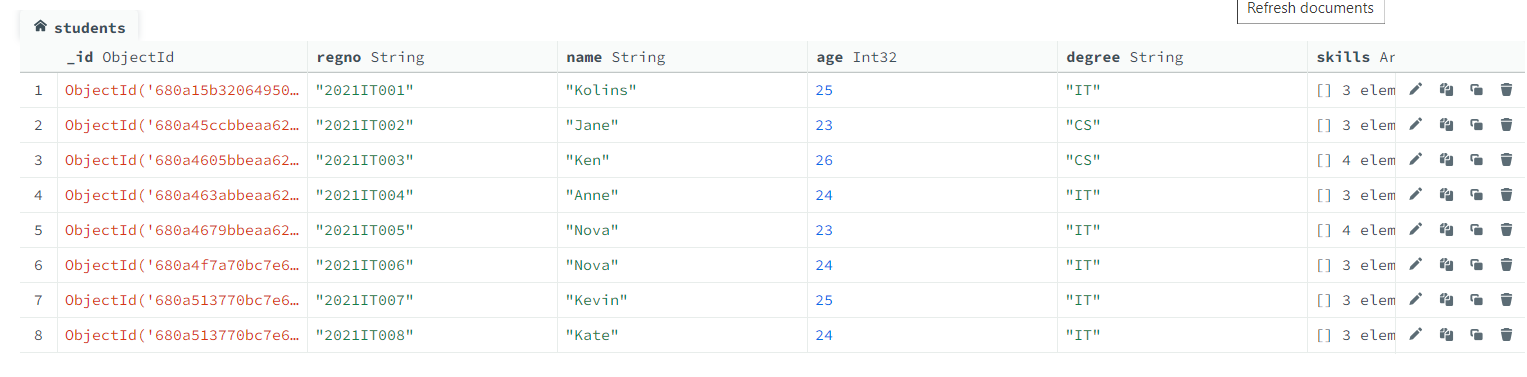 Refresh documents
students
_id ObjectId regno String name String age Int32 degree String skills Ar
1 ObjectId('680a15b32064950… "2021IT001" "Kolins" 25 "IT" [] 3 elem
2 ObjectId('680a45ccbbeaa62… "2021IT002" "Jane" 23 "CS" [] 3 elem
3 ObjectId('680a4605bbeaa62… "2021IT003" "Ken" 26 "CS" [] 4 elem
4 ObjectId('680a463abbeaa62… "2021IT004" "Anne" 24 "IT" [] 3 elem
5 ObjectId('680a4679bbeaa62… "2021IT005" "Nova" 23 "IT" [] 4 elem
6 ObjectId('680a4f7a70bc7e6… "2021IT006" "Nova" 24 "IT" [] 3 elem
7 ObjectId('680a513770bc7e6… "2021IT007" "Kevin" 25 "IT" [] 3 elem
8 ObjectId('680a513770bc7e6… "2021IT008" "Kate" 24 "IT" [] 3 elem